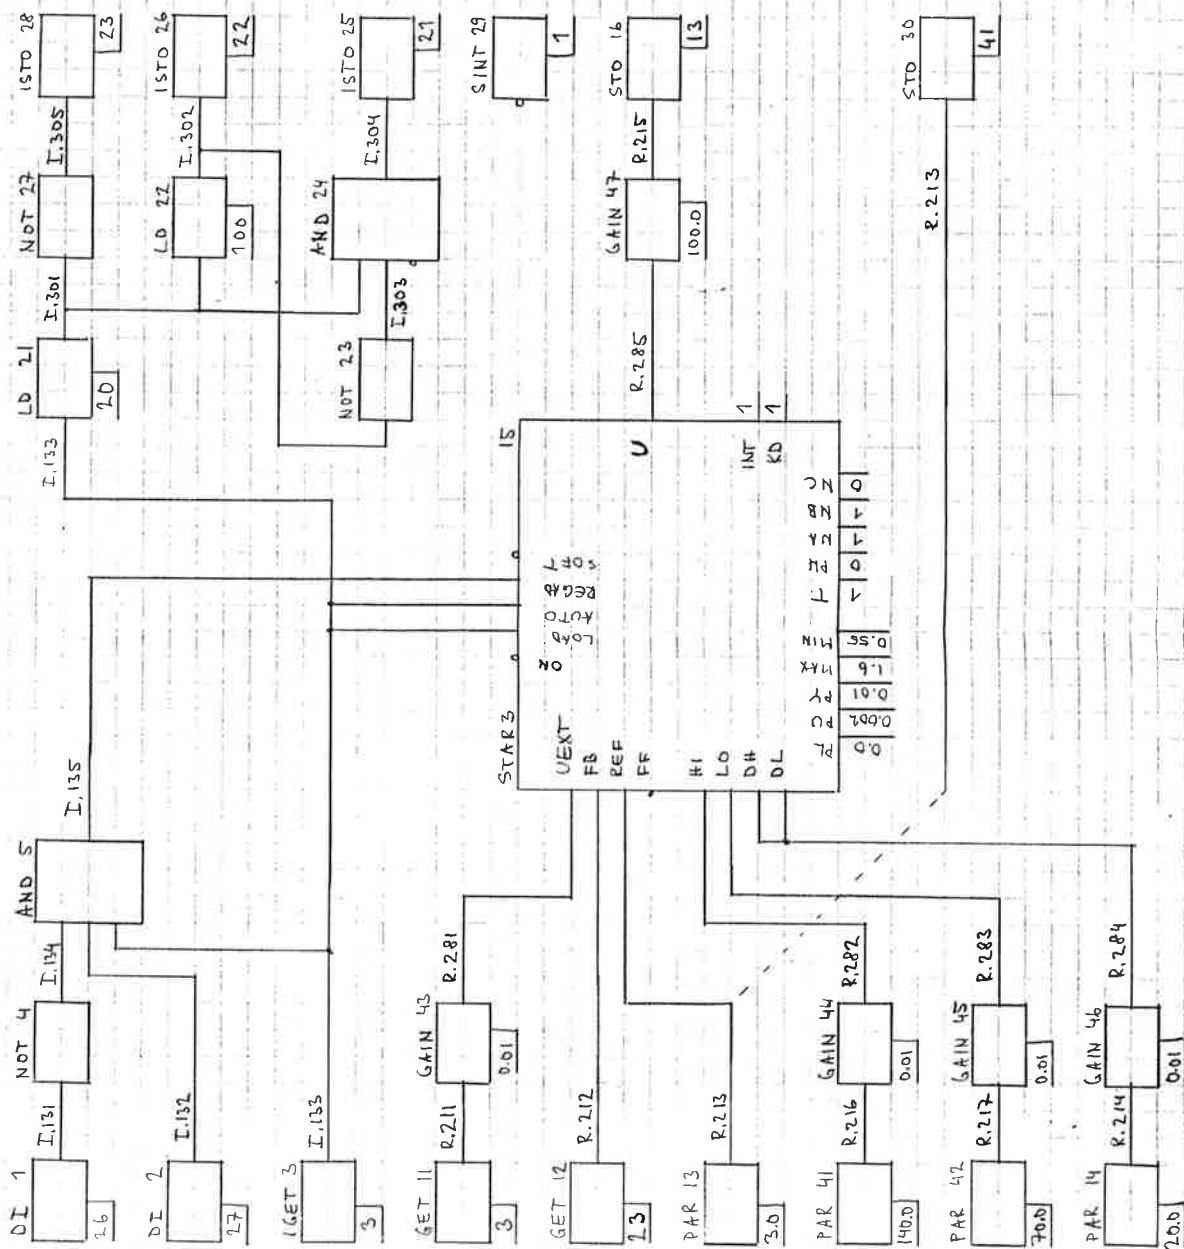 DI 1
26
I.131
NOT 4
I.134
AND 5
I.135
DI 2
27
I.132
IGET 3
3
I.133
I.133
LD 21
20
I.301
NOT 27
I.305
ISTO 28
23
LD 22
100
I.302
ISTO 26
22
NOT 23
I.303
AND 24
I.304
ISTO 25
21
SINT 29
1
GET 11
3
R.211
GAIN 43
0.01
R.281
GET 12
23
R.212
PAR 13
3.0
R.213
PAR 41
140.0
R.216
GAIN 44
0.01
R.282
PAR 42
70.0
R.217
GAIN 45
0.01
R.283
PAR 14
20.0
R.214
GAIN 46
0.01
R.284
STAR3
15
UEXT
FB
REF
FF
HI
LO
DH
DL
ON
LOAD
AUTO
REGAD
SOFT
U
INT 1
KD 1
PL 0.0
PU 0.002
PY 0.01
MAX 1.6
MIN 0.55
T 1
PH 0
NA 1
NB 1
NC 0
R.285
GAIN 47
100.0
R.215
STO 16
13
R.213
STO 30
41